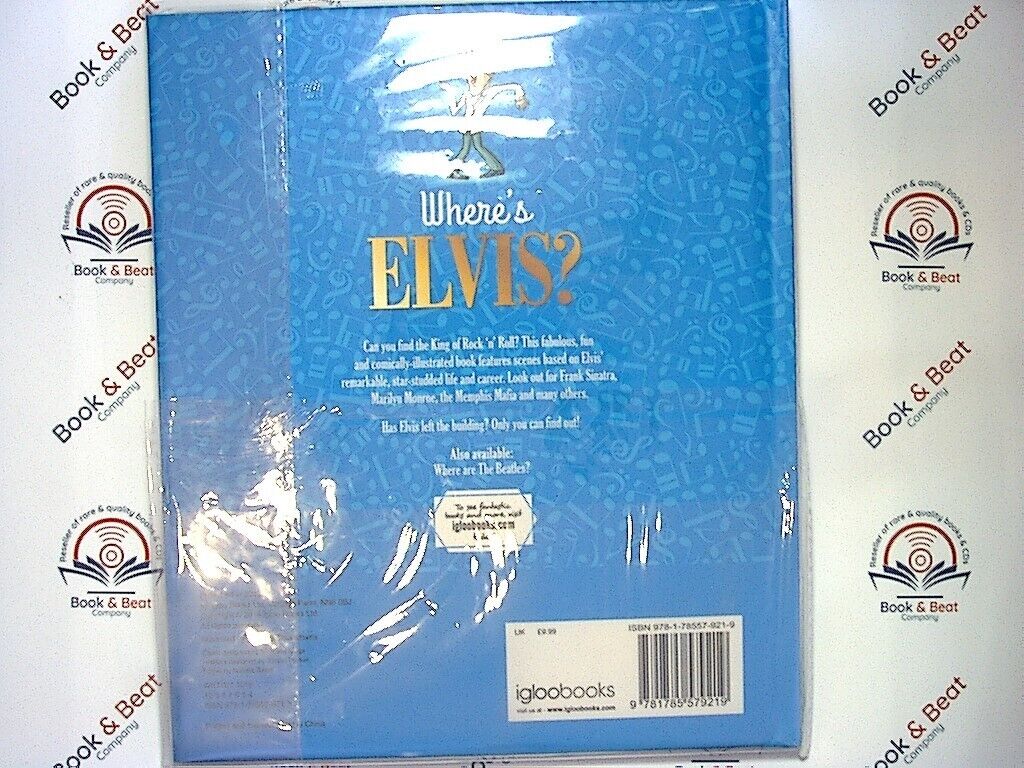 Where's
ELVIS?
Can you find the King of Rock 'n' Roll? This fabulous, fun
and comically-illustrated book features scenes based on Elvis'
remarkable, star-studded life and career. Look out for Frank Sinatra,
Marilyn Monroe, the Memphis Mafia and many others.
Has Elvis left the building? Only you can find out!
Also available:
Where are The Beatles?
To see fantastic
books and more, visit
igloobooks.com
UK £9.99
ISBN 978-1-78557-921-9
igloobooks
visit us at - www.igloobooks.com
9 781785 579219
China
Book & Beat
Company
Book & Beat
Company
Reseller of rare & quality books & CDs
Book & Beat
Company
Reseller of rare & quality books & CDs
Book & Beat
Company
Book & Beat
Company
Book & Beat
Company
Reseller of rare & quality books & CDs
Book & Beat
Company
Reseller of rare & quality books & CDs
Book & Beat
Company
Book & Beat
Company
Book & Beat
Company